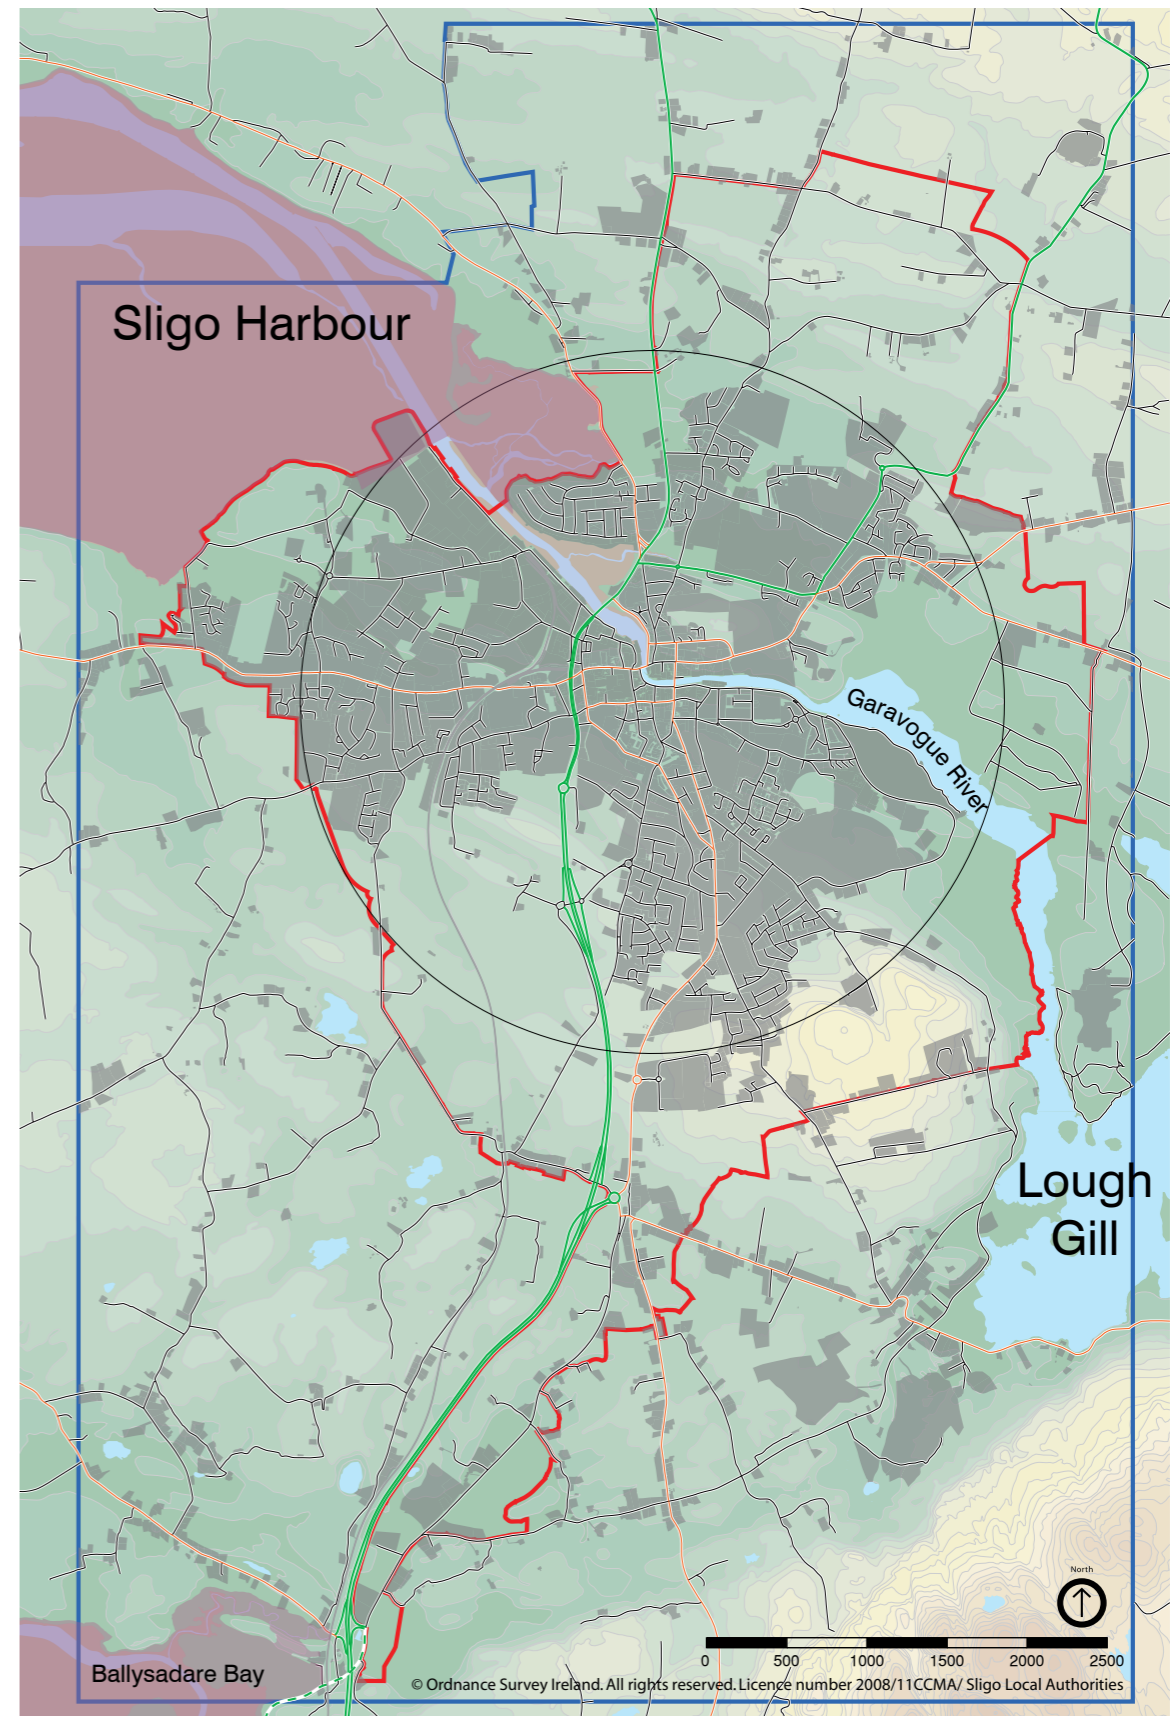 Sligo Harbour
Garavogue River
Lough
Gill
North
0 500 1000 1500 2000 2500
Ballysadare Bay
© Ordnance Survey Ireland. All rights reserved. Licence number 2008/11CCMA/ Sligo Local Authorities